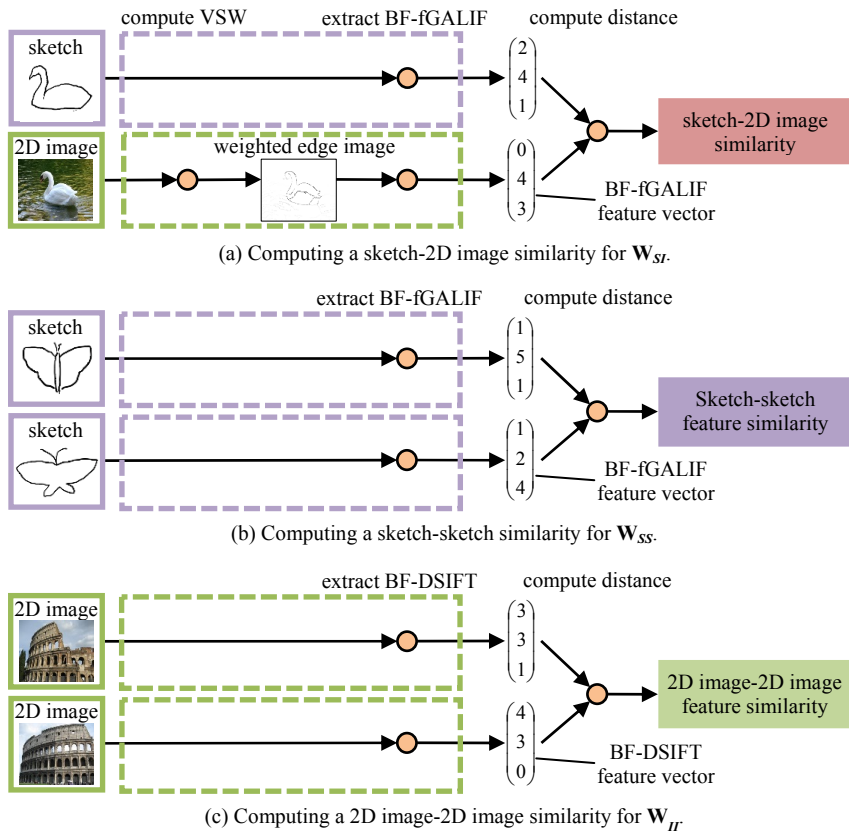 compute VSW
extract BF-fGALIF
compute distance
sketch
2
4
1
2D image
weighted edge image
0
4
3
sketch-2D image
similarity
BF-fGALIF
feature vector
(a) Computing a sketch-2D image similarity for W_SI.
extract BF-fGALIF
compute distance
sketch
1
5
1
sketch
1
2
4
Sketch-sketch
feature similarity
BF-fGALIF
feature vector
(b) Computing a sketch-sketch similarity for W_SS.
extract BF-DSIFT
compute distance
2D image
3
3
1
2D image
4
3
0
2D image-2D image
feature similarity
BF-DSIFT
feature vector
(c) Computing a 2D image-2D image similarity for W_II.